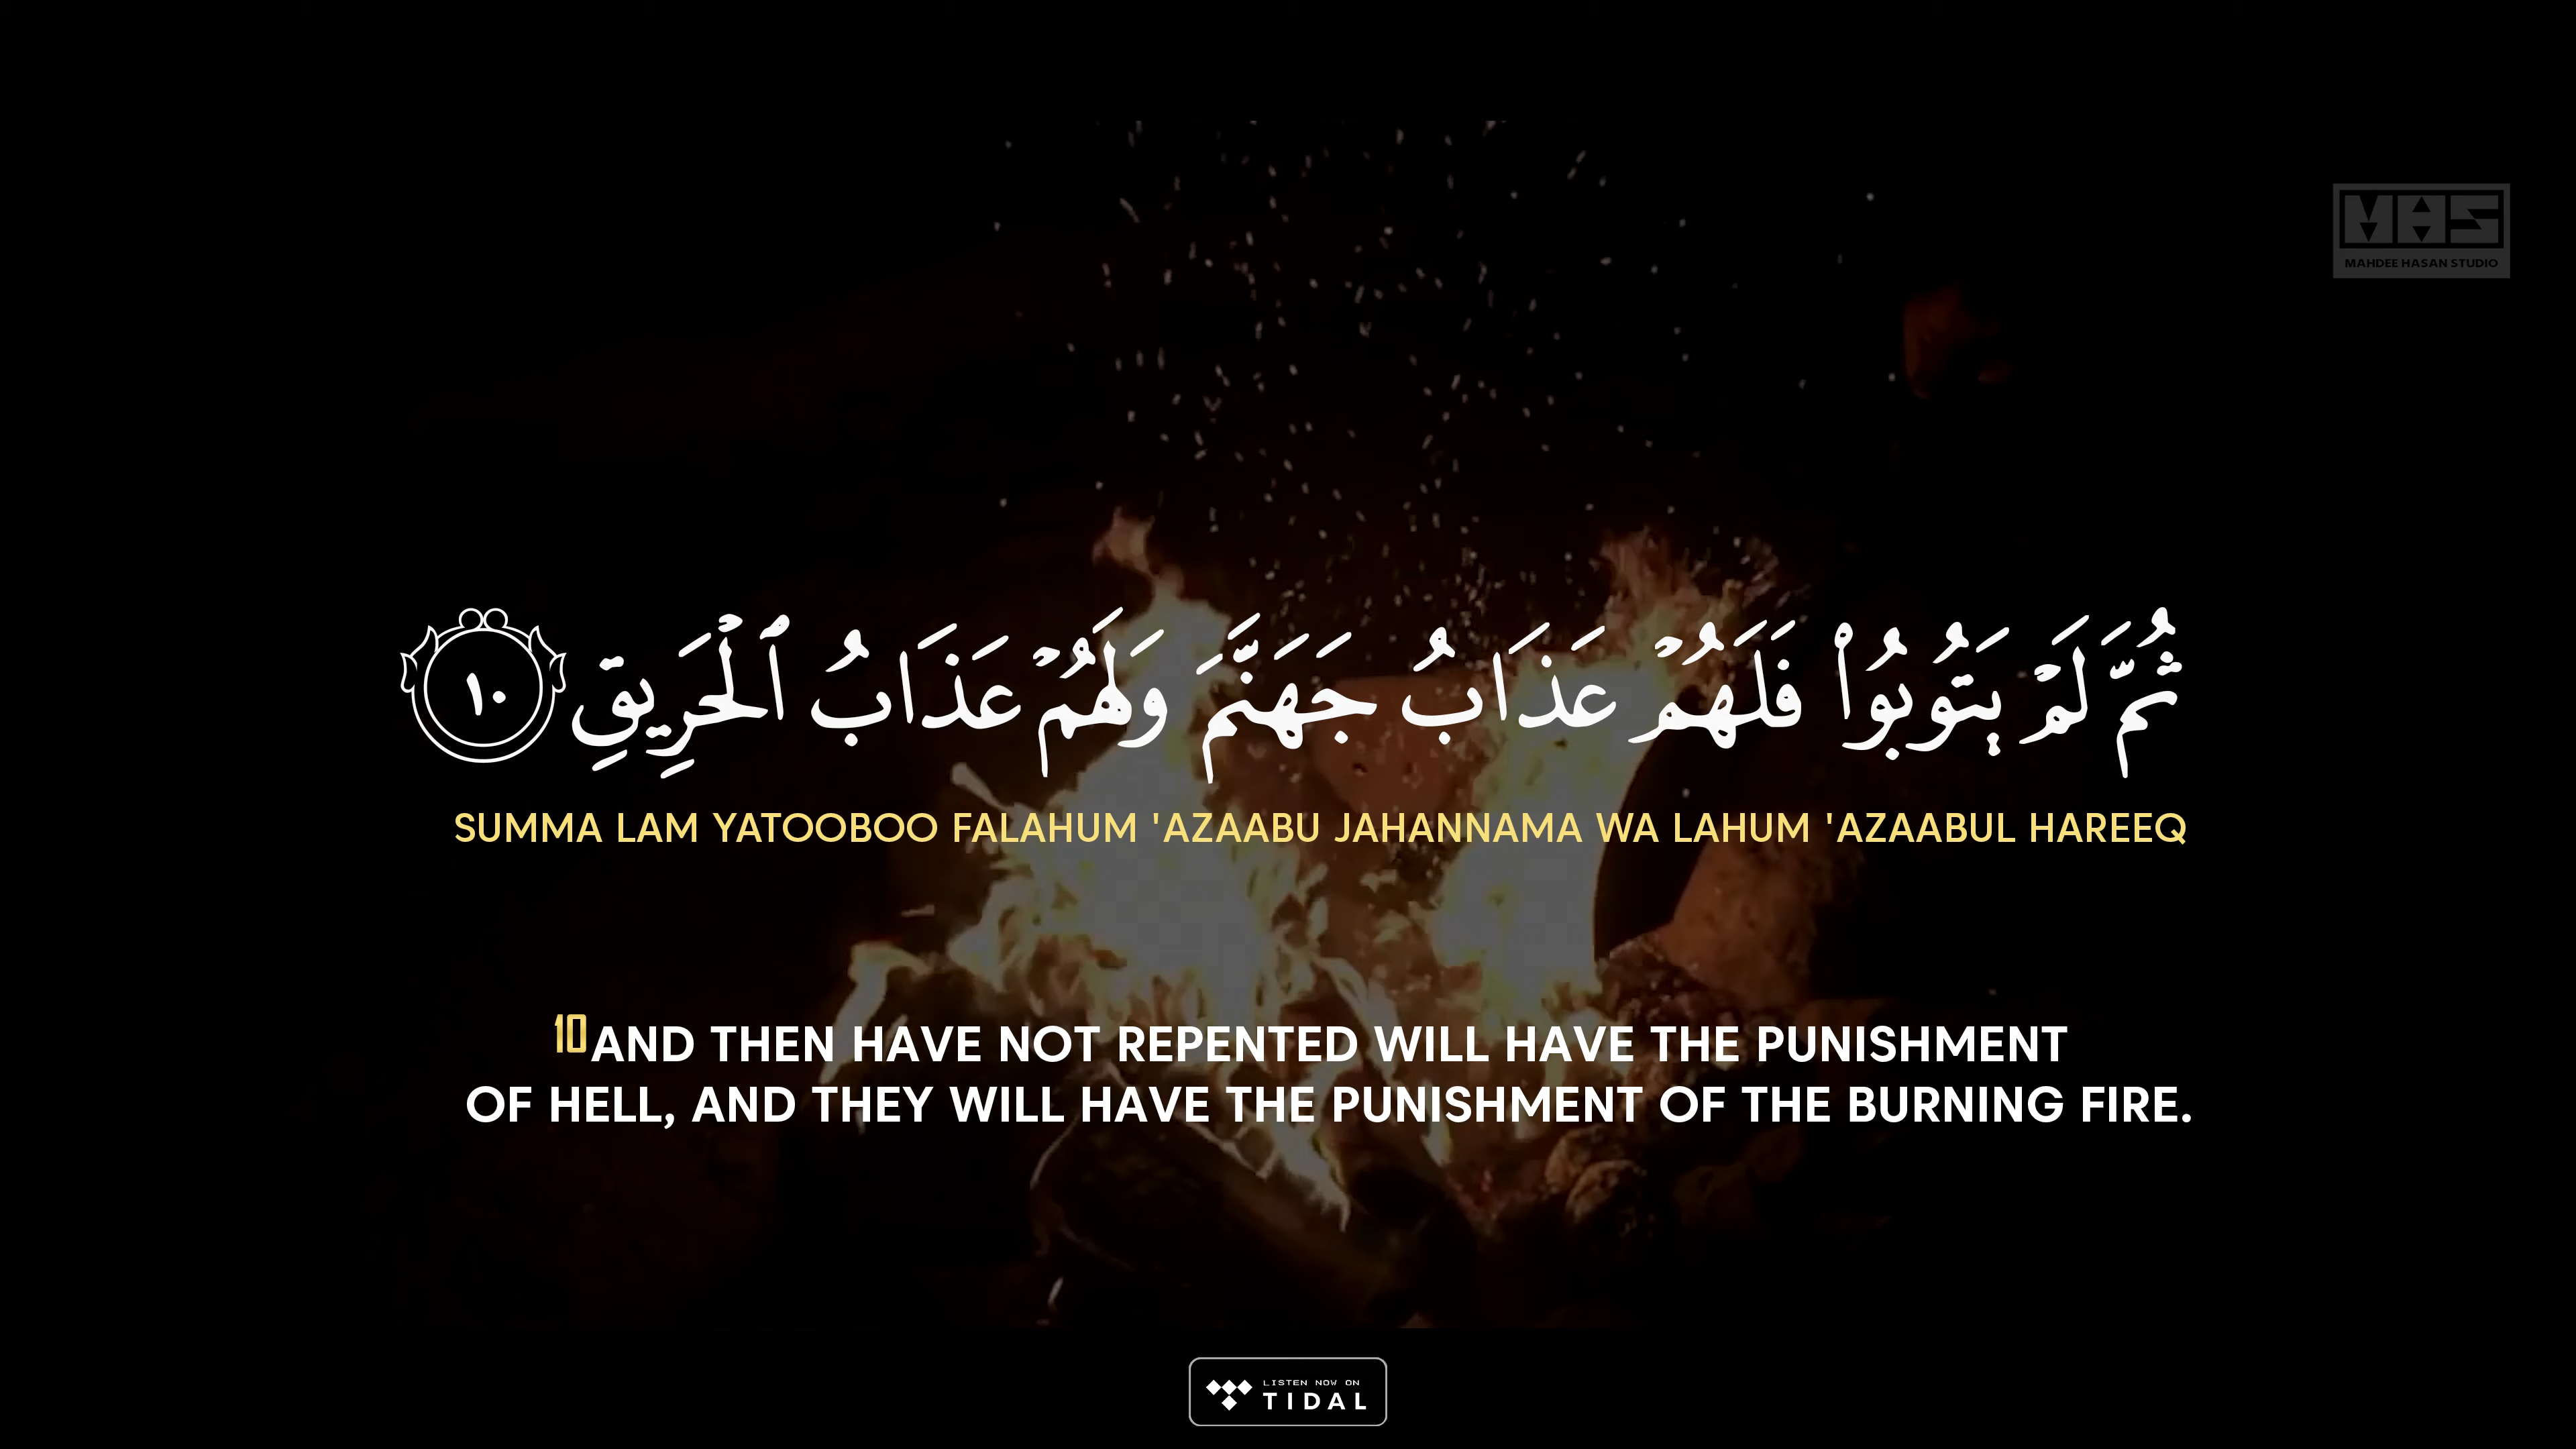 MAHDEE HASAN STUDIO
ثُمَّ لَمْ يَتُوبُوا۟ فَلَهُمْ عَذَابُ جَهَنَّمَ وَلَهُمْ عَذَابُ ٱلْحَرِيقِ ١٠
SUMMA LAM YATOOBOO FALAHUM 'AZAABU JAHANNAMA WA LAHUM 'AZAABUL HAREEQ
10 AND THEN HAVE NOT REPENTED WILL HAVE THE PUNISHMENT
OF HELL, AND THEY WILL HAVE THE PUNISHMENT OF THE BURNING FIRE.
LISTEN NOW ON
TIDAL